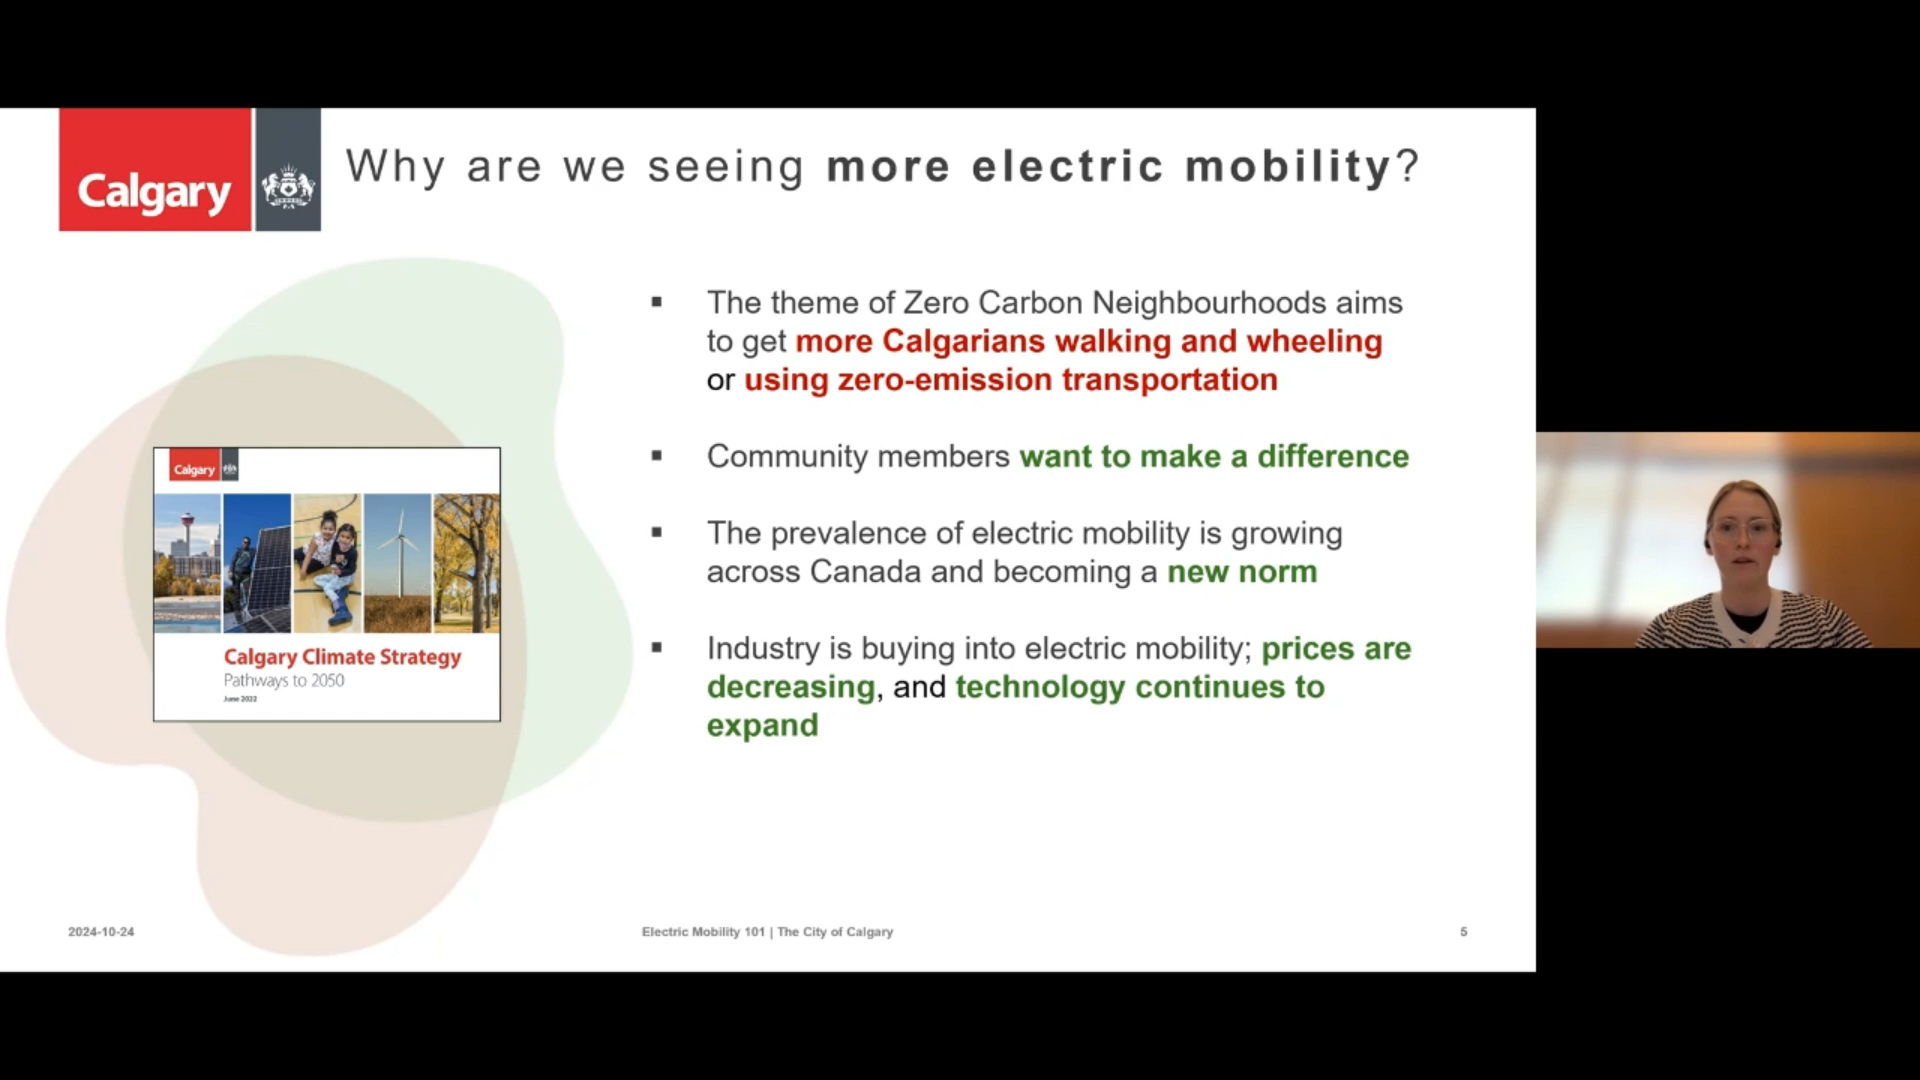 Calgary
Why are we seeing more electric mobility?
▪ The theme of Zero Carbon Neighbourhoods aims
to get more Calgarians walking and wheeling
or using zero-emission transportation
▪ Community members want to make a difference
▪ The prevalence of electric mobility is growing
across Canada and becoming a new norm
▪ Industry is buying into electric mobility; prices are
decreasing, and technology continues to
expand
Calgary
Calgary Climate Strategy
Pathways to 2050
June 2022
2024-10-24
Electric Mobility 101 | The City of Calgary
5